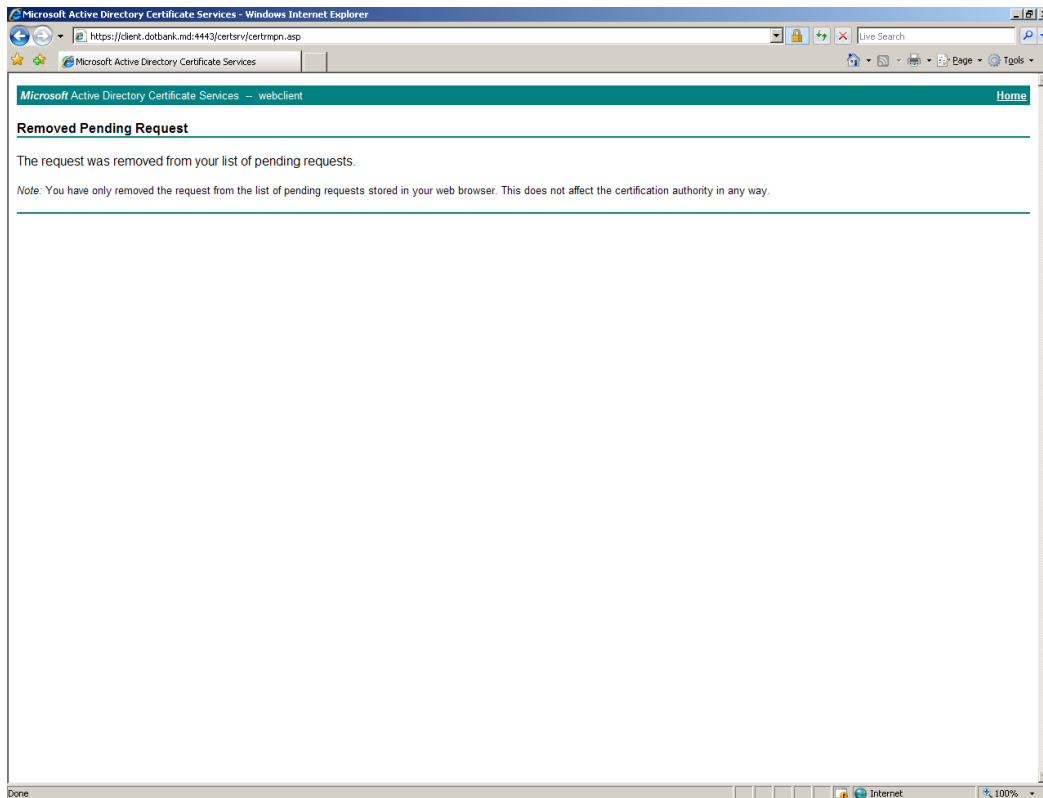 Microsoft Active Directory Certificate Services - Windows Internet Explorer
https://client.dotbank.md:4443/certsrv/certrmpn.asp
Live Search
Microsoft Active Directory Certificate Services
Page
Tools
Microsoft Active Directory Certificate Services -- webclient
Home
Removed Pending Request
The request was removed from your list of pending requests.
Note: You have only removed the request from the list of pending requests stored in your web browser. This does not affect the certification authority in any way.
Done
Internet
100%